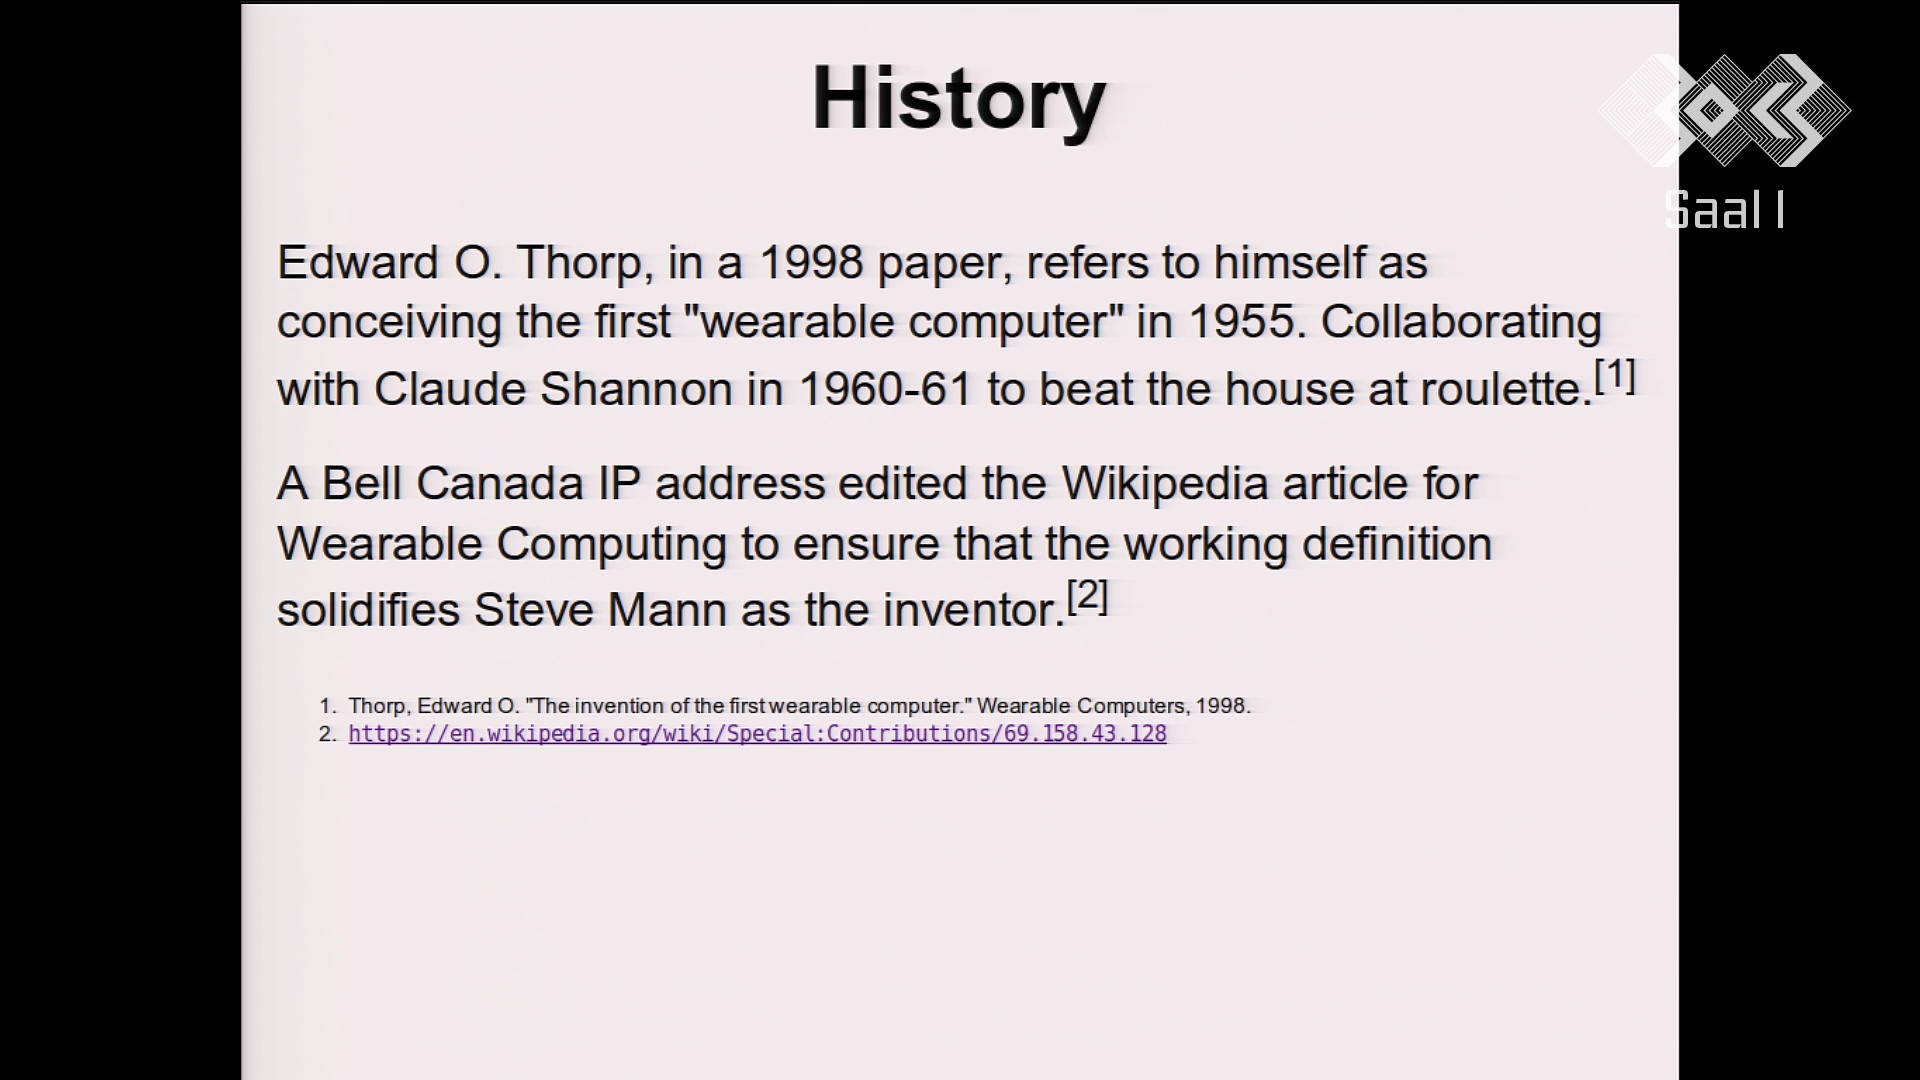 History
Saal 1
Edward O. Thorp, in a 1998 paper, refers to himself as
conceiving the first "wearable computer" in 1955. Collaborating
with Claude Shannon in 1960-61 to beat the house at roulette.[1]
A Bell Canada IP address edited the Wikipedia article for
Wearable Computing to ensure that the working definition
solidifies Steve Mann as the inventor.[2]
1. Thorp, Edward O. "The invention of the first wearable computer." Wearable Computers, 1998.
2. https://en.wikipedia.org/wiki/Special:Contributions/69.158.43.128